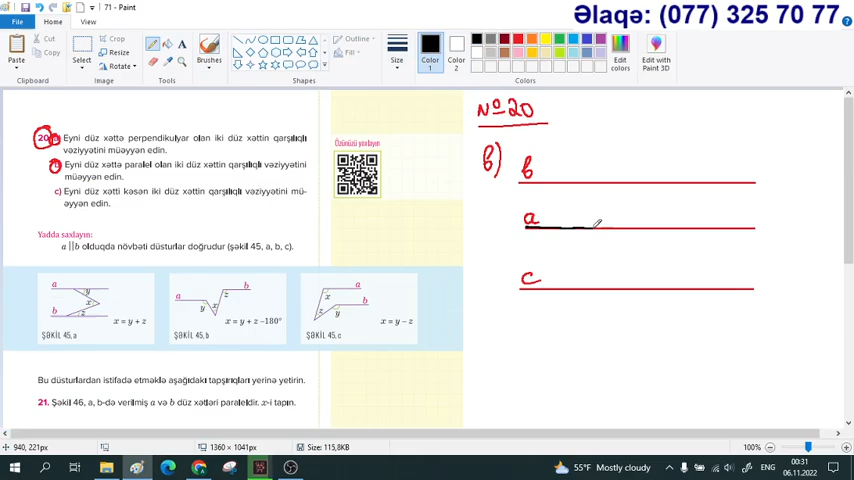 71 - Paint
Əlaqə: (077) 325 70 77
File
Home
View
Paste
Cut
Copy
Clipboard
Select
Crop
Resize
Rotate
Image
Tools
Brushes
Shapes
Outline
Fill
Size
Color 1
Color 2
Colors
Edit colors
Edit with Paint 3D
20. Eyni düz xəttə perpendikulyar olan iki düz xəttin qarşılıqlı
vəziyyətini müəyyən edin.
b) Eyni düz xəttə paralel olan iki düz xəttin qarşılıqlı vəziyyətini
müəyyən edin.
c) Eyni düz xətti kəsən iki düz xəttin qarşılıqlı vəziyyətini mü-
əyyən edin.
Yadda saxlayın:
a || b olduqda növbəti düsturlar doğrudur (şəkil 45, a, b, c).
Özünüzü yoxlayın
a
y
x
b
z
x = y + z
ŞƏKİL 45, a
a
b
y
x
z
x = y + z –180°
ŞƏKİL 45, b
a
x
b
z
y
x = y – z
ŞƏKİL 45, c
Bu düsturlardan istifadə etməklə aşağıdakı tapşırıqları yerinə yetirin.
21. Şəkil 46, a, b-də verilmiş a və b düz xətləri paraleldir. x-i tapın.
№20
b)
b
a
c
940, 221px
1360 × 1041px
Size: 115,8KB
100%
55°F Mostly cloudy
ENG
00:31
06.11.2022